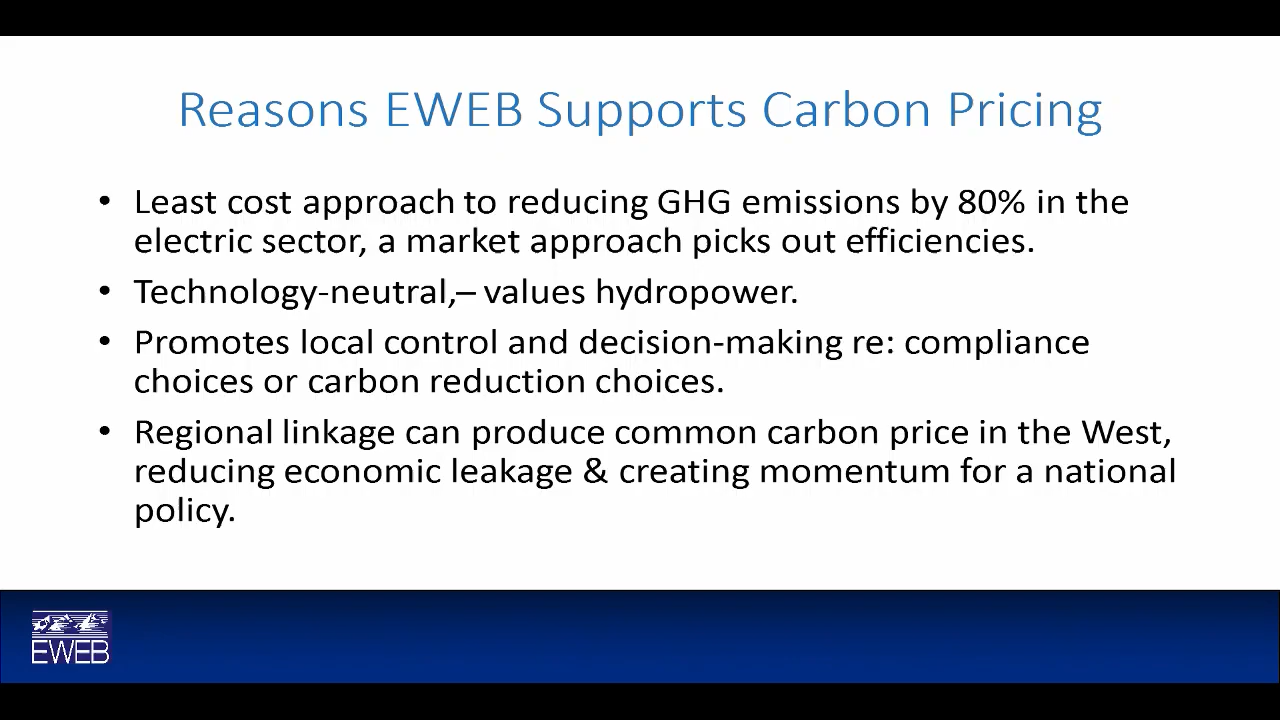 Reasons EWEB Supports Carbon Pricing
• Least cost approach to reducing GHG emissions by 80% in the
electric sector, a market approach picks out efficiencies.
• Technology-neutral,– values hydropower.
• Promotes local control and decision-making re: compliance
choices or carbon reduction choices.
• Regional linkage can produce common carbon price in the West,
reducing economic leakage & creating momentum for a national
policy.
EWEB